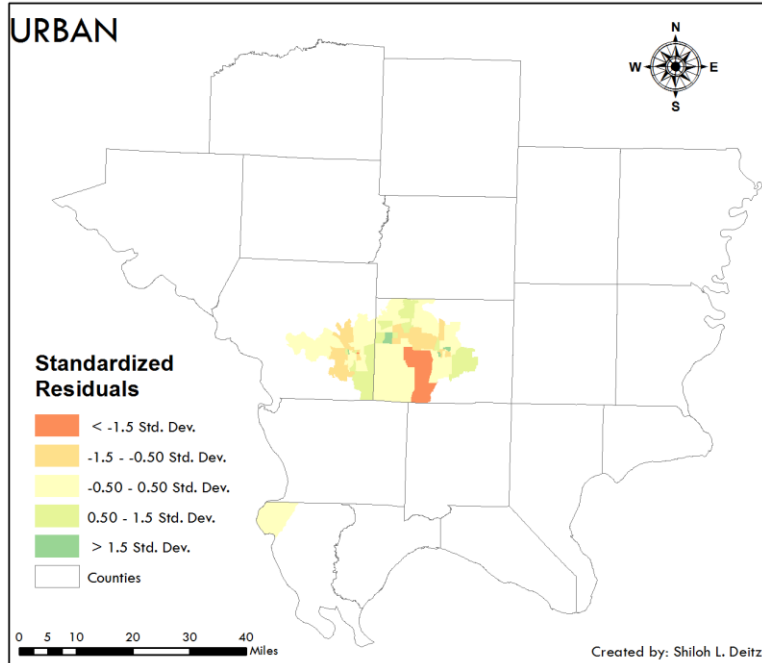 URBAN
N
W E
S
Standardized
Residuals
< -1.5 Std. Dev.
-1.5 - -0.50 Std. Dev.
-0.50 - 0.50 Std. Dev.
0.50 - 1.5 Std. Dev.
> 1.5 Std. Dev.
Counties
0 5 10 20 30 40
Miles
Created by: Shiloh L. Deitz